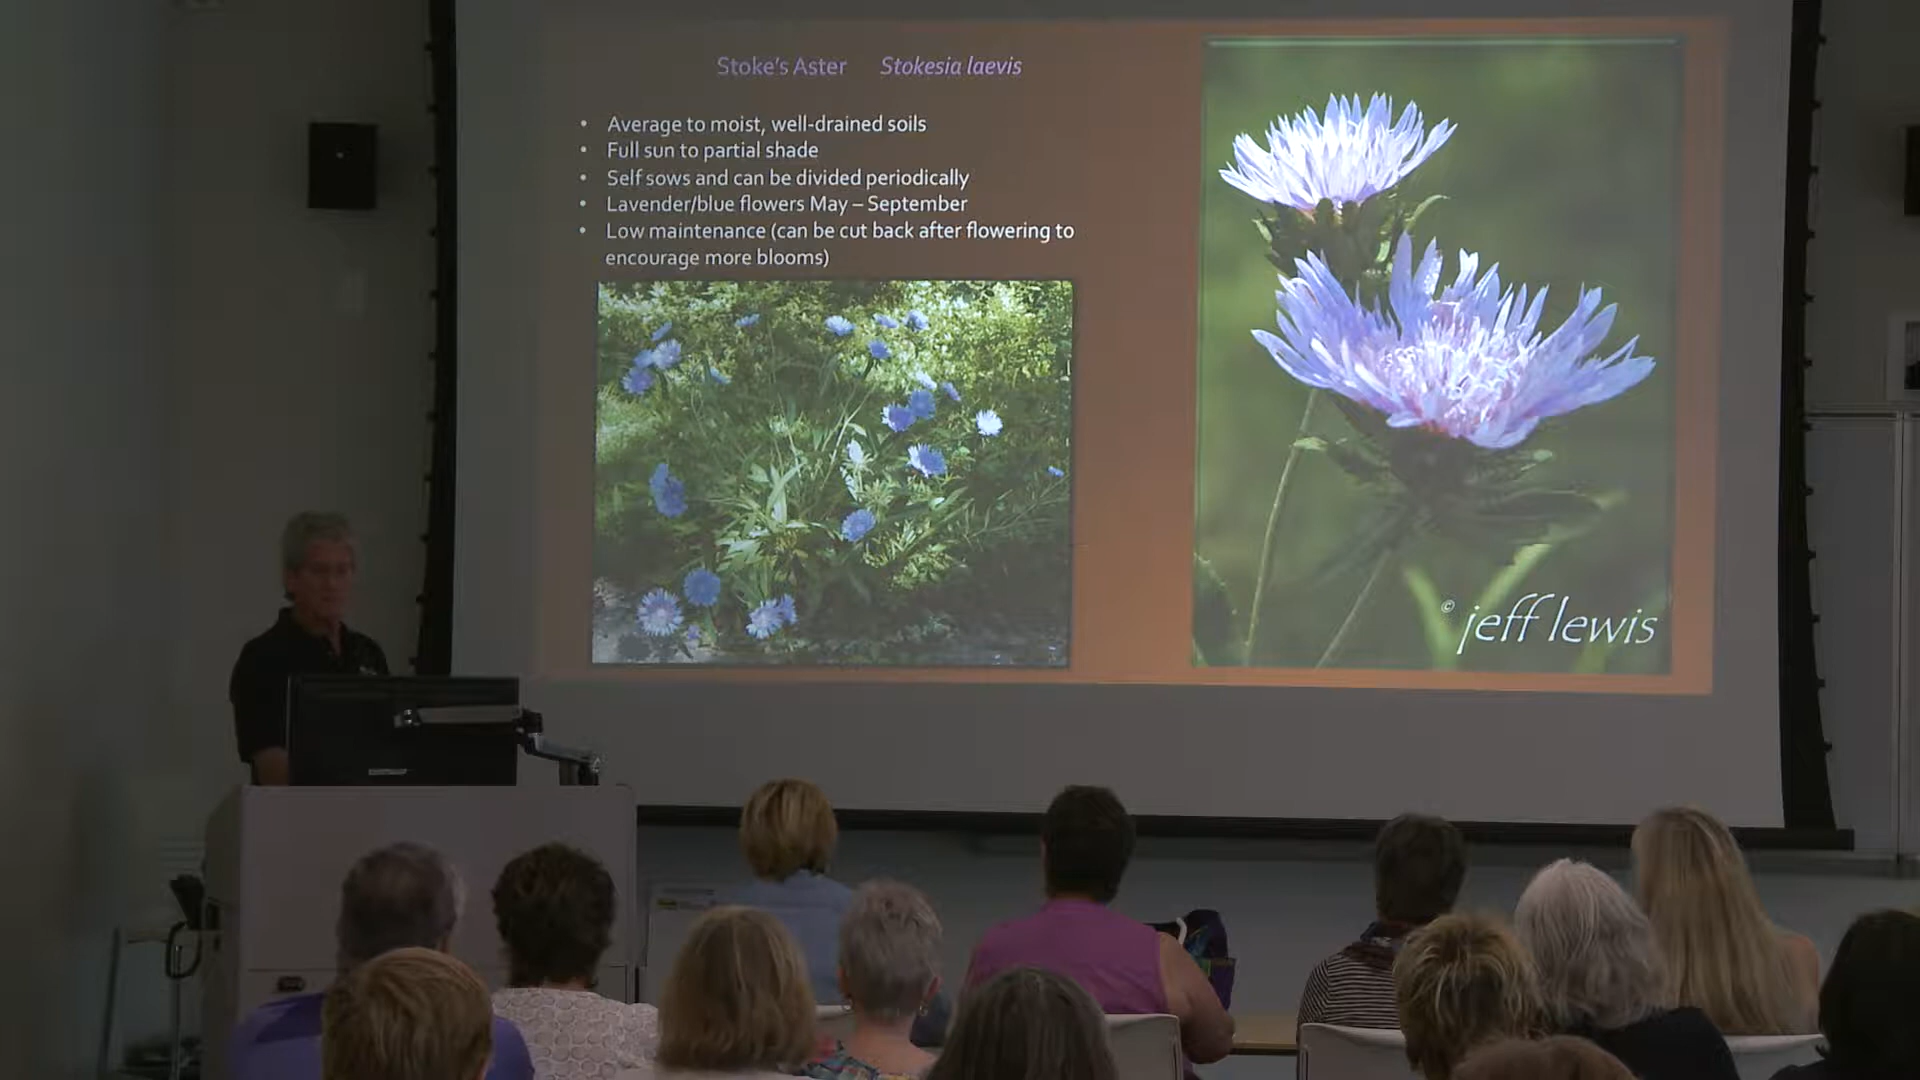 Stoke's Aster Stokesia laevis
• Average to moist, well-drained soils
• Full sun to partial shade
• Self sows and can be divided periodically
• Lavender/blue flowers May – September
• Low maintenance (can be cut back after flowering to
encourage more blooms)
© jeff lewis